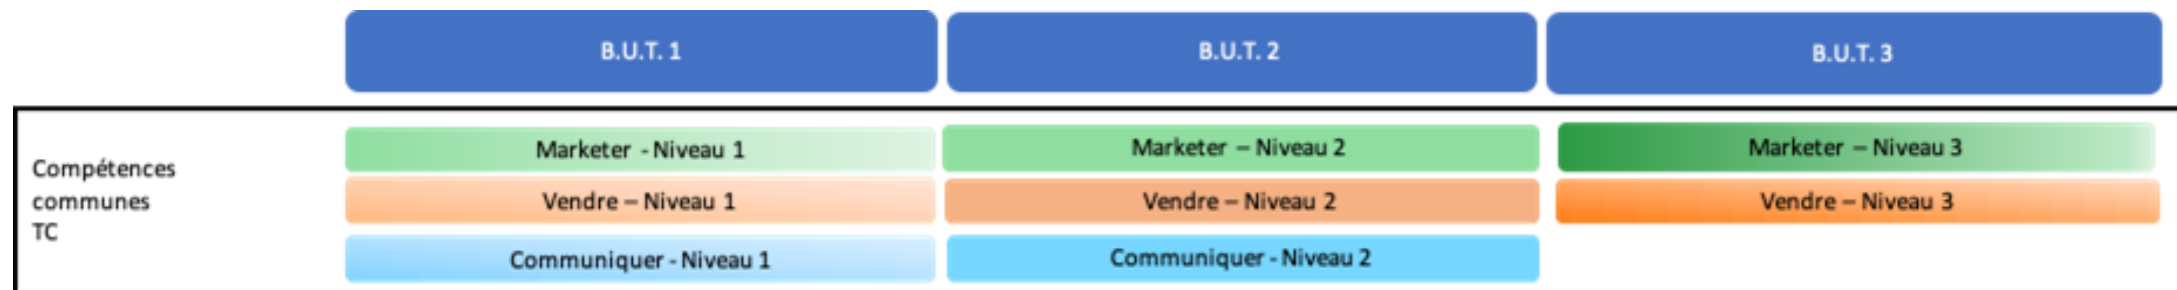 B.U.T. 1
B.U.T. 2
B.U.T. 3
Compétences
communes
TC
Marketer - Niveau 1
Marketer – Niveau 2
Marketer – Niveau 3
Vendre – Niveau 1
Vendre – Niveau 2
Vendre – Niveau 3
Communiquer - Niveau 1
Communiquer - Niveau 2